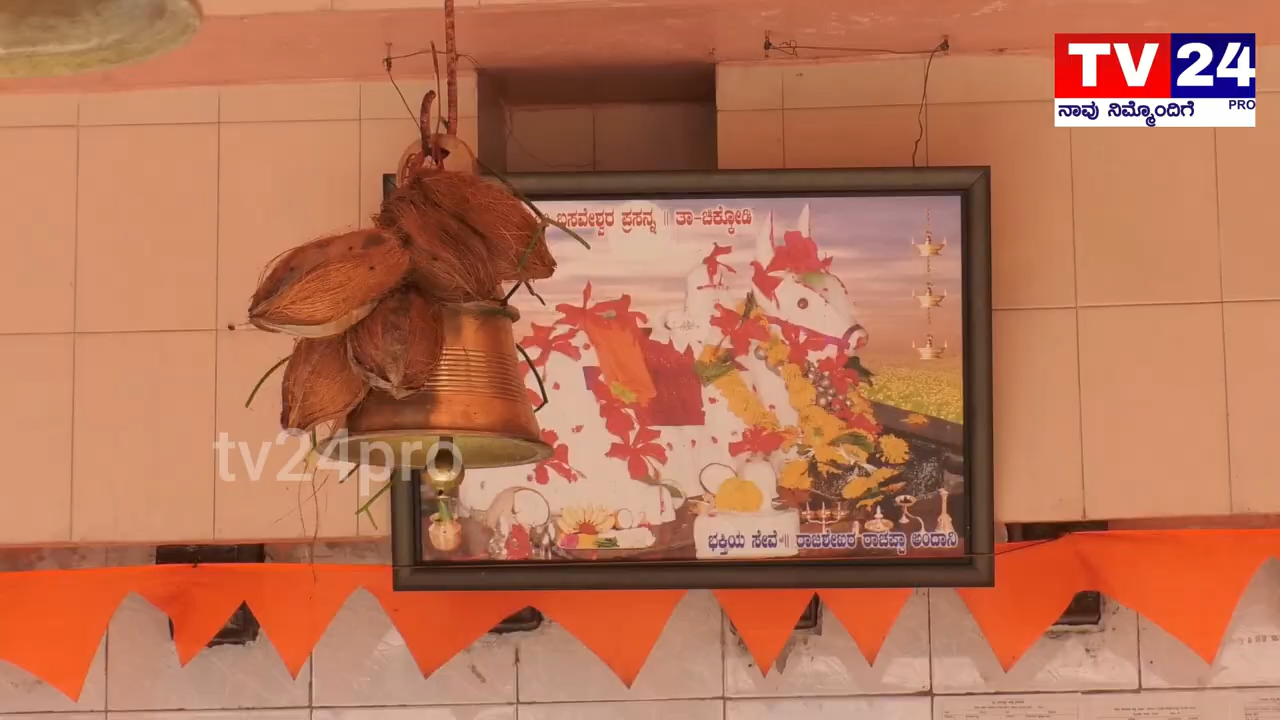 TV 24
PRO
ನಾವು ನಿಮ್ಮೊಂದಿಗೆ
ಬಸವೇಶ್ವರ ಪ್ರಸನ್ನ || ತಾ-ಚಿಕ್ಕೋಡಿ
tv24pro
ಭಕ್ತಿಯ ಸೇವೆ || ರಾಜಶೇಖರ ರಾಚಪ್ಪಾ ಅಂದಾನಿ